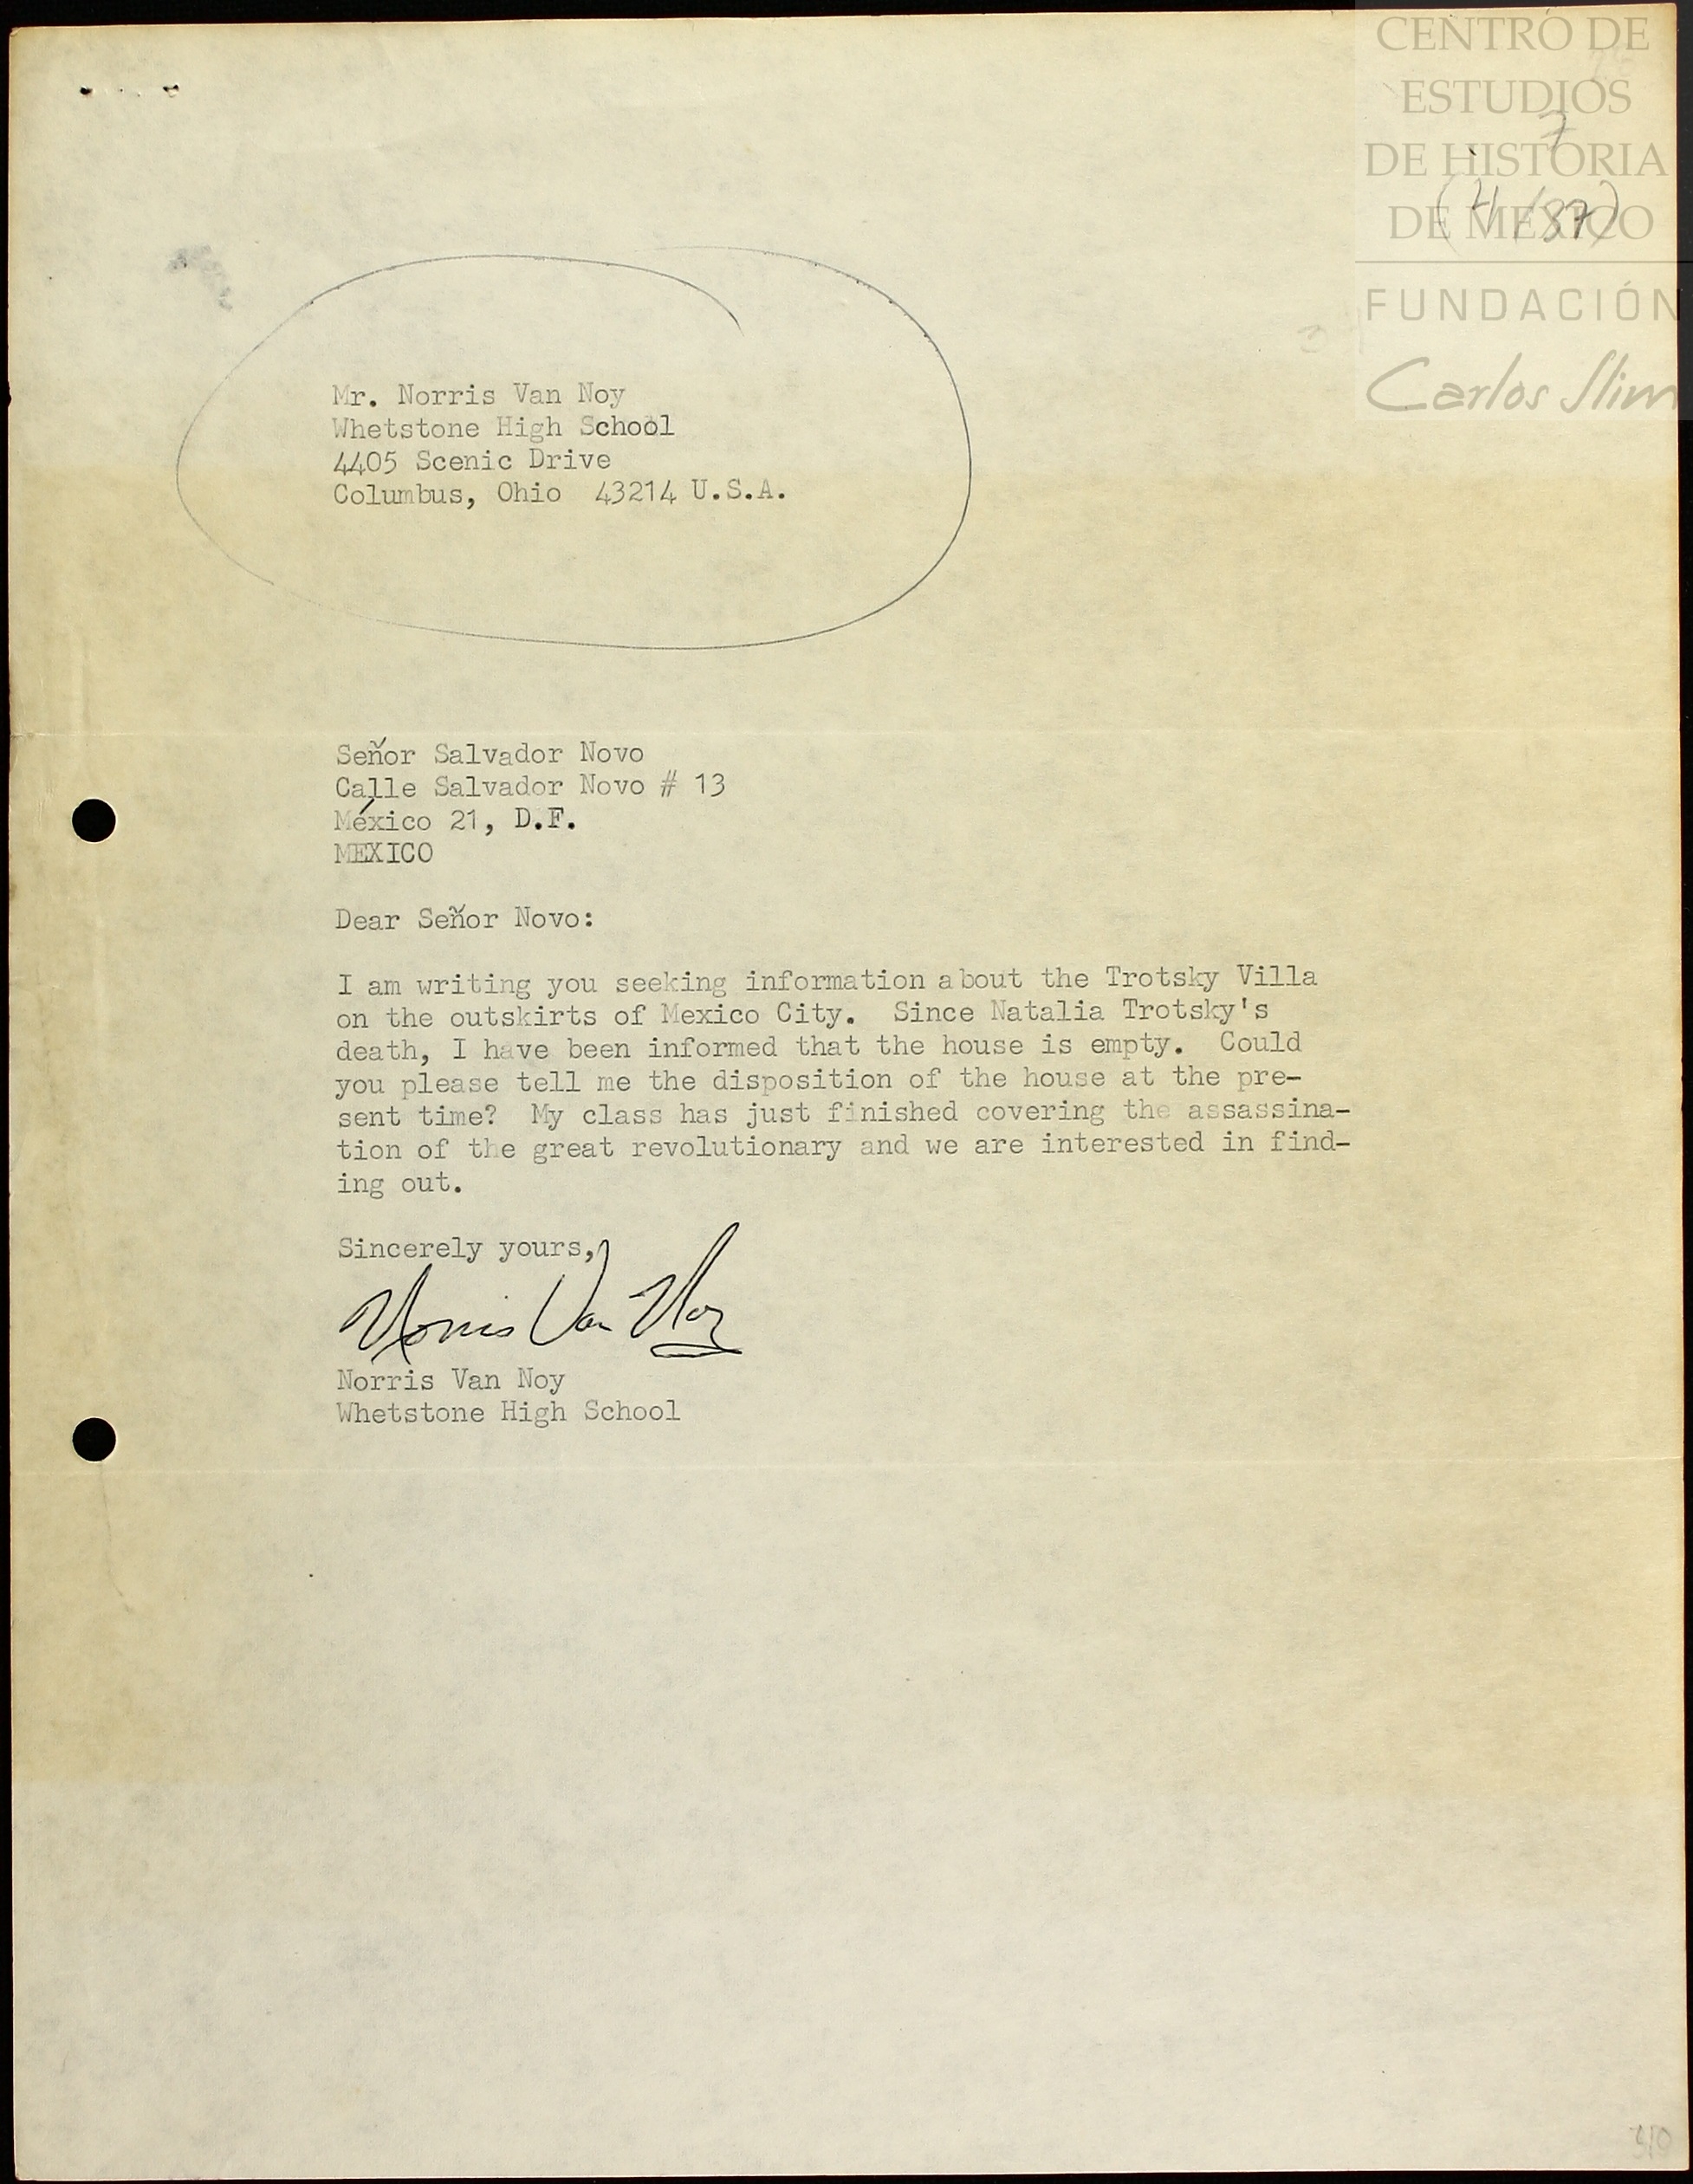 CENTRO DE
ESTUDIOS
DE HISTORIA
DE MÉXICO
FUNDACIÓN
Carlos Slim
7
(4/37)
Mr. Norris Van Noy
Whetstone High School
4405 Scenic Drive
Columbus, Ohio  43214 U.S.A.
Señor Salvador Novo
Calle Salvador Novo # 13
México 21, D.F.
MEXICO
Dear Señor Novo:
I am writing you seeking information about the Trotsky Villa
on the outskirts of Mexico City.  Since Natalia Trotsky's
death, I have been informed that the house is empty.  Could
you please tell me the disposition of the house at the pre-
sent time?  My class has just finished covering the assassina-
tion of the great revolutionary and we are interested in find-
ing out.
Sincerely yours,
Norris Van Noy
Norris Van Noy
Whetstone High School